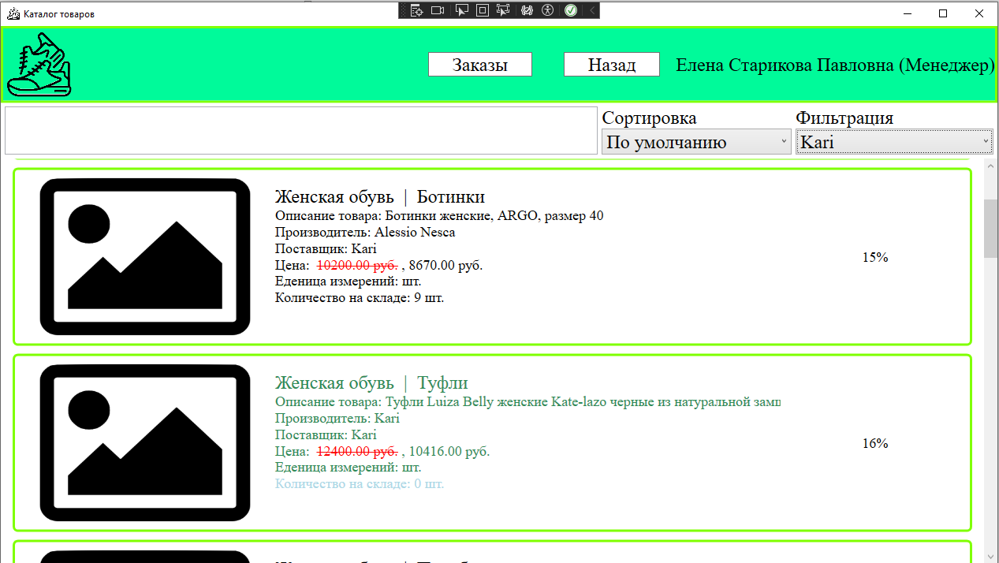 Каталог товаров
Заказы
Назад
Елена Старикова Павловна (Менеджер)
Сортировка
Фильтрация
По умолчанию
Kari
Женская обувь | Ботинки
Описание товара: Ботинки женские, ARGO, размер 40
Производитель: Alessio Nesca
Поставщик: Kari
Цена: 10200.00 руб. , 8670.00 руб.
Еденица измерений: шт.
Количество на складе: 9 шт.
15%
Женская обувь | Туфли
Описание товара: Туфли Luiza Belly женские Kate-lazo черные из натуральной
Производитель: Kari
Поставщик: Kari
Цена: 12400.00 руб. , 10416.00 руб.
Еденица измерений: шт.
Количество на складе: 0 шт.
16%